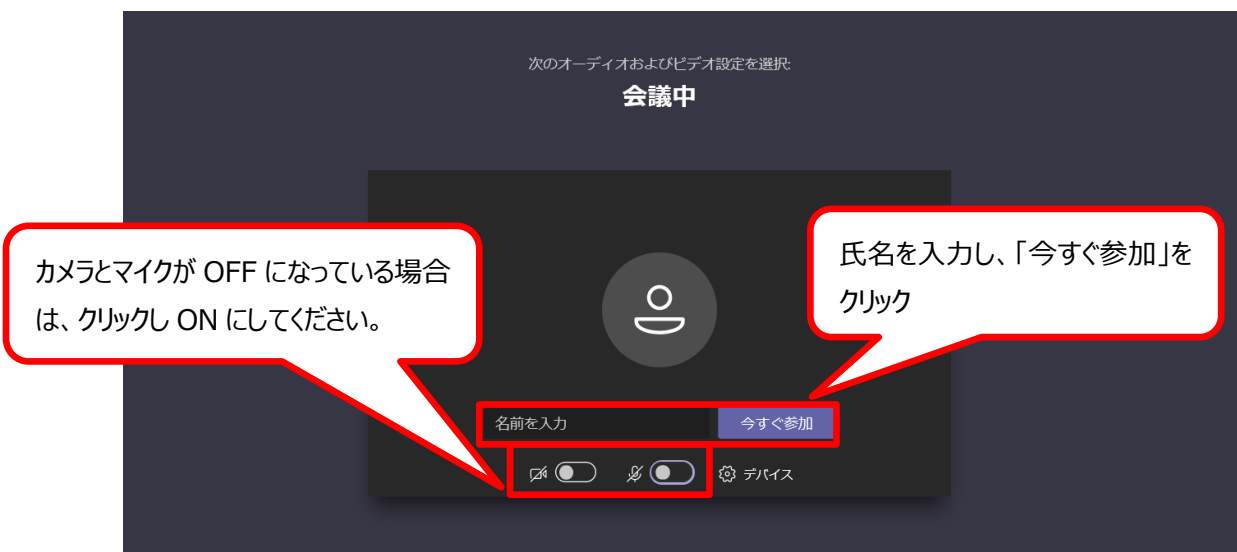 次のオーディオおよびビデオ設定を選択:
会議中
カメラとマイクが OFF になっている場合
は、クリックし ON にしてください。
氏名を入力し、「今すぐ参加」を
クリック
名前を入力
今すぐ参加
デバイス